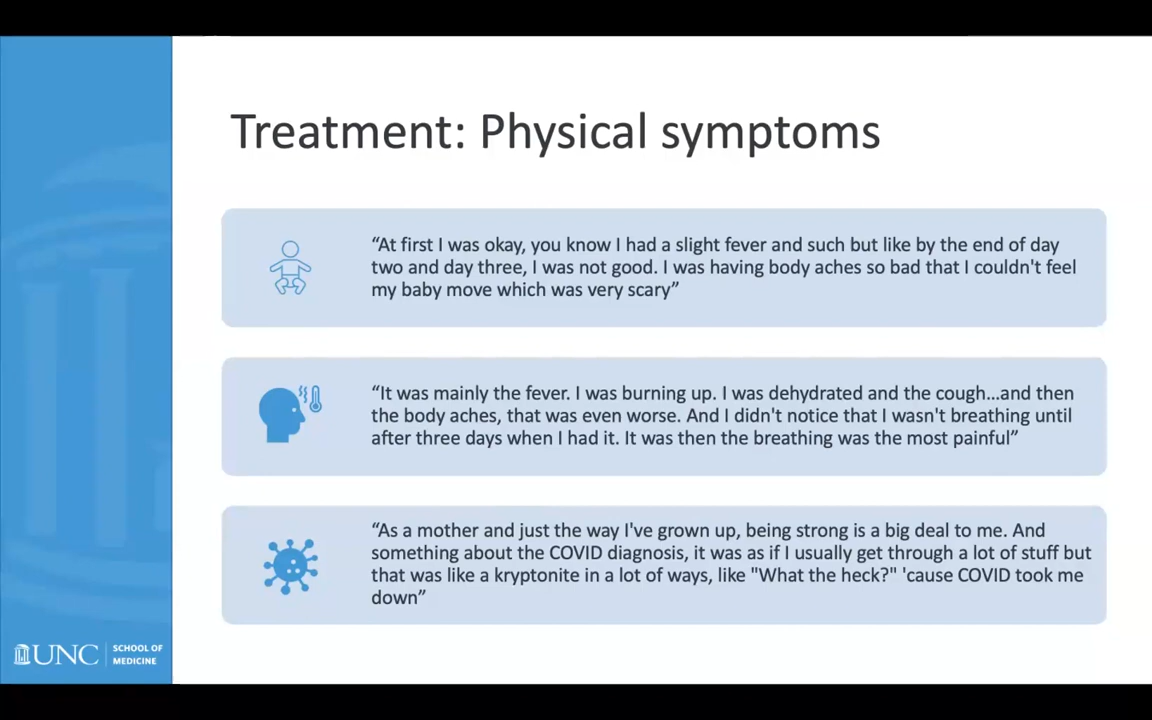 Treatment: Physical symptoms
“At first I was okay, you know I had a slight fever and such but like by the end of day
two and day three, I was not good. I was having body aches so bad that I couldn't feel
my baby move which was very scary”
“It was mainly the fever. I was burning up. I was dehydrated and the cough…and then
the body aches, that was even worse. And I didn't notice that I wasn't breathing until
after three days when I had it. It was then the breathing was the most painful”
“As a mother and just the way I've grown up, being strong is a big deal to me. And
something about the COVID diagnosis, it was as if I usually get through a lot of stuff but
that was like a kryptonite in a lot of ways, like "What the heck?" 'cause COVID took me
down”
UNC
SCHOOL OF
MEDICINE